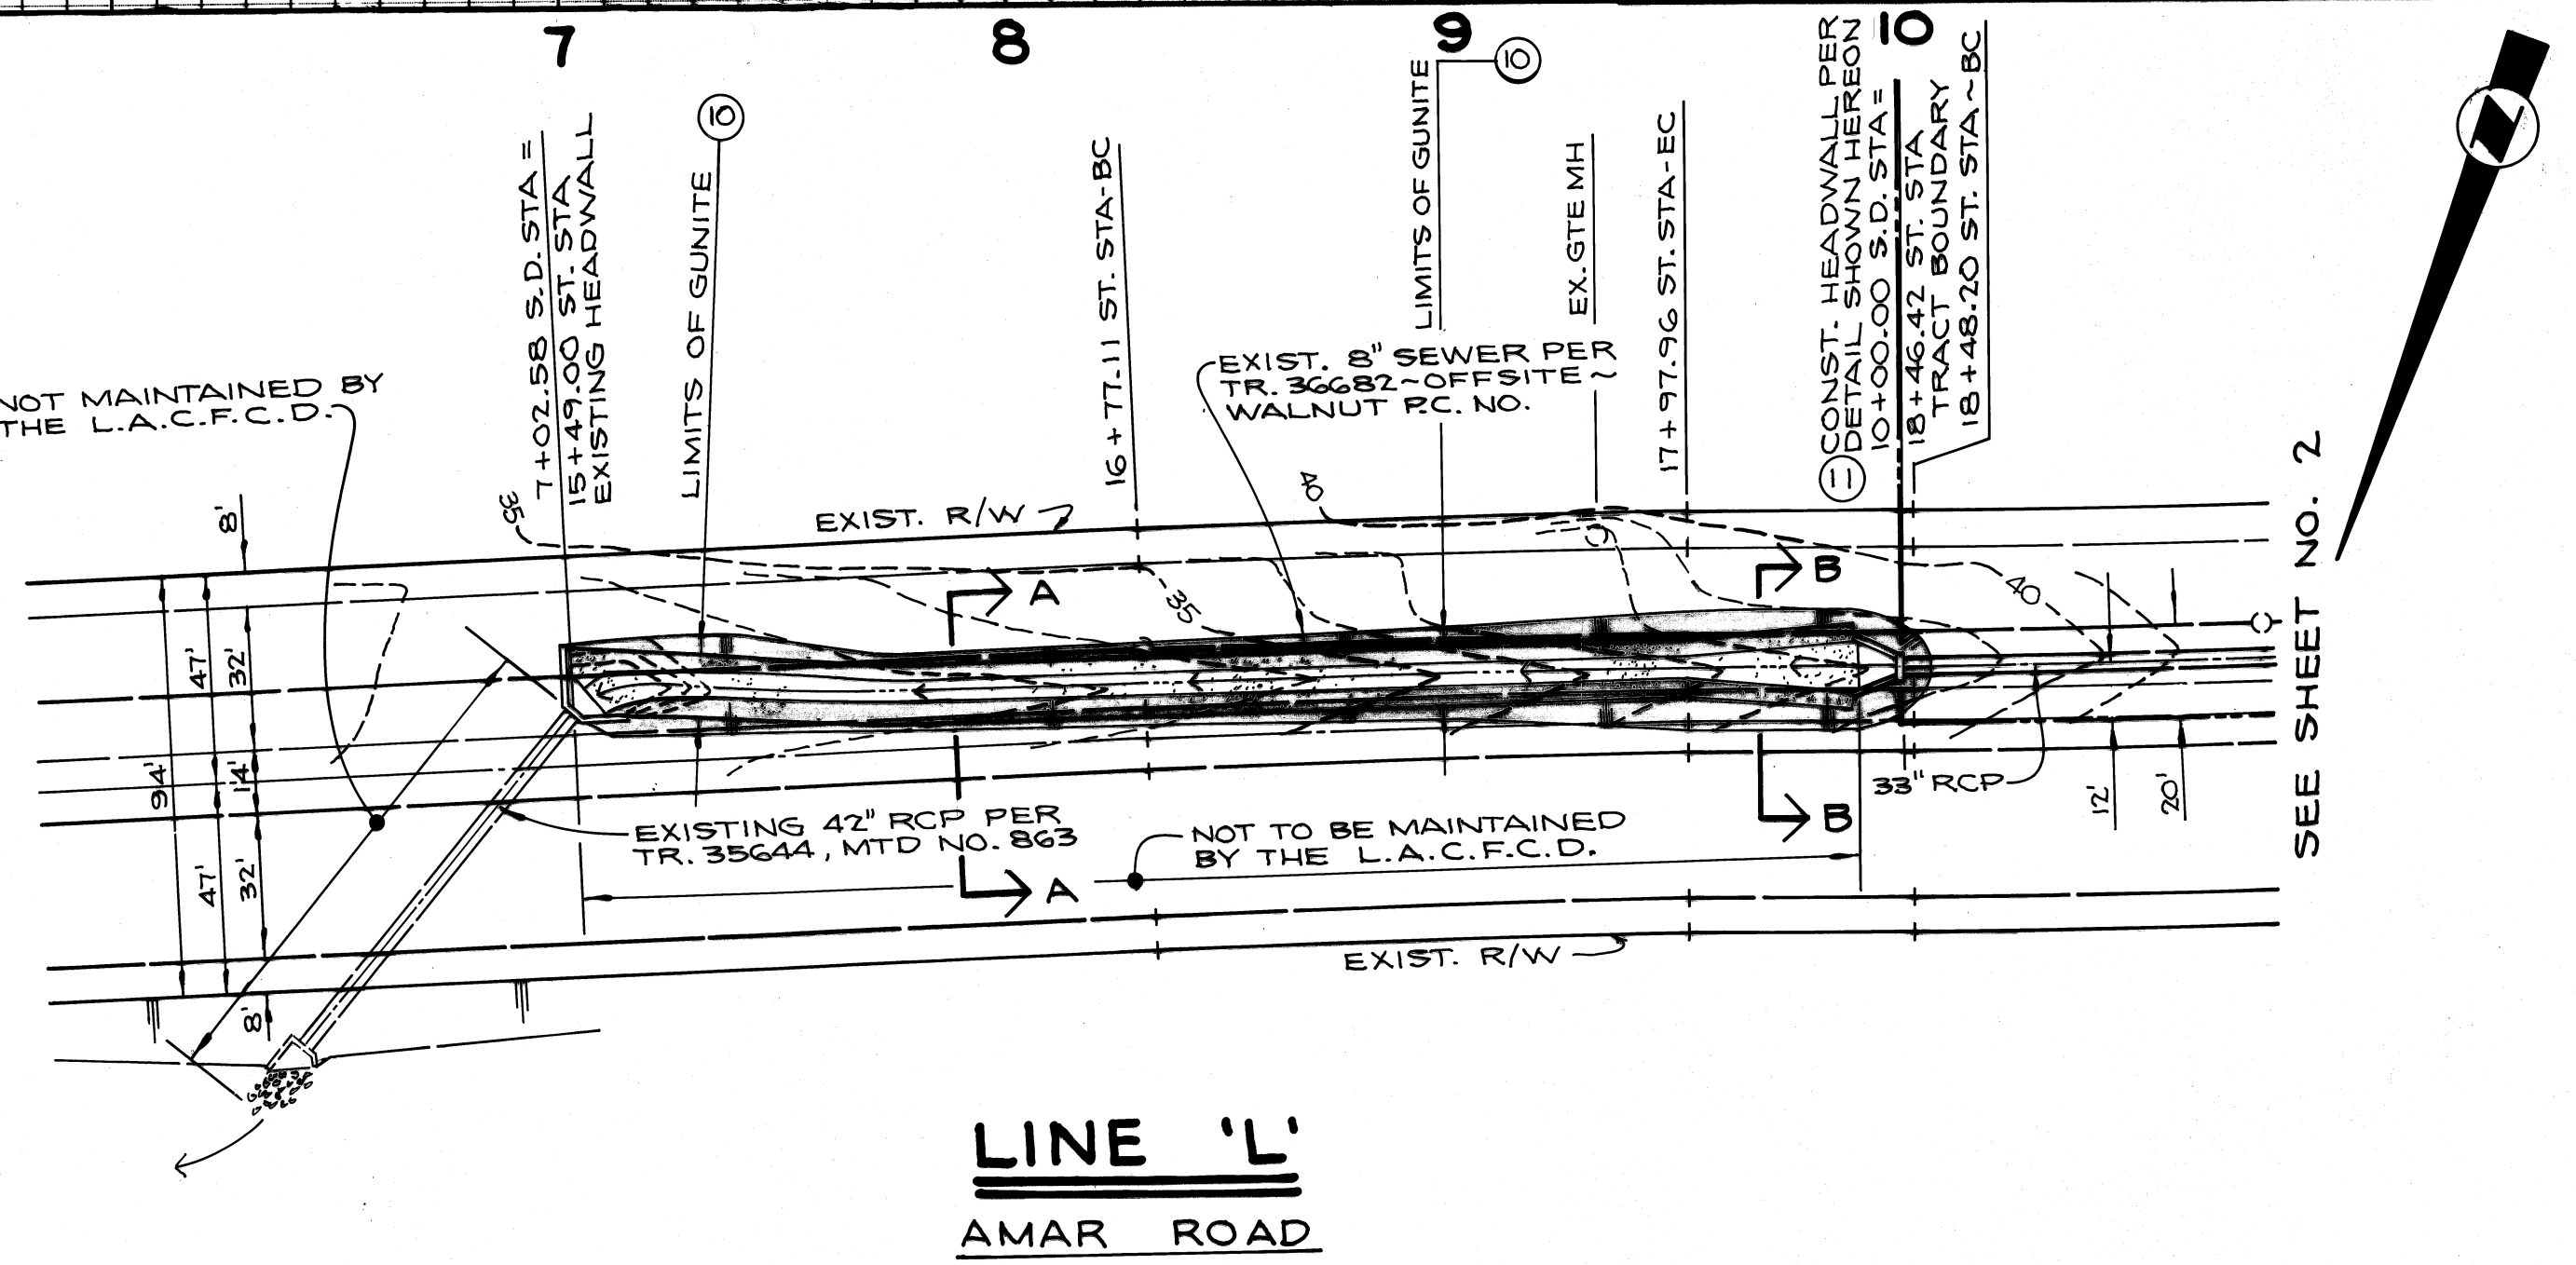 7
8
9
10
7+02.58 S.D. STA =
15+49.00 ST. STA
EXISTING HEADWALL
LIMITS OF GUNITE
10
16+77.11 ST. STA-BC
LIMITS OF GUNITE
10
EX. GTE MH
17+97.96 ST. STA-EC
11
CONST. HEADWALL PER
DETAIL SHOWN HEREON
10+00.00 S.D. STA =
18+46.42 ST. STA
TRACT BOUNDARY
18+48.20 ST. STA~BC
NOT MAINTAINED BY
THE L.A.C.F.C.D.
EXIST. 8" SEWER PER
TR. 36682~OFFSITE~
WALNUT P.C. NO.
35
40
EXIST. R/W
8'
A
B
35
40
47'
32'
94'
14'
47'
32'
8'
EXISTING 42" RCP PER
TR. 35644, MTD NO. 863
A
NOT TO BE MAINTAINED
BY THE L.A.C.F.C.D.
B
33" RCP
12'
20'
EXIST. R/W
SEE SHEET NO. 2
LINE 'L'
AMAR ROAD